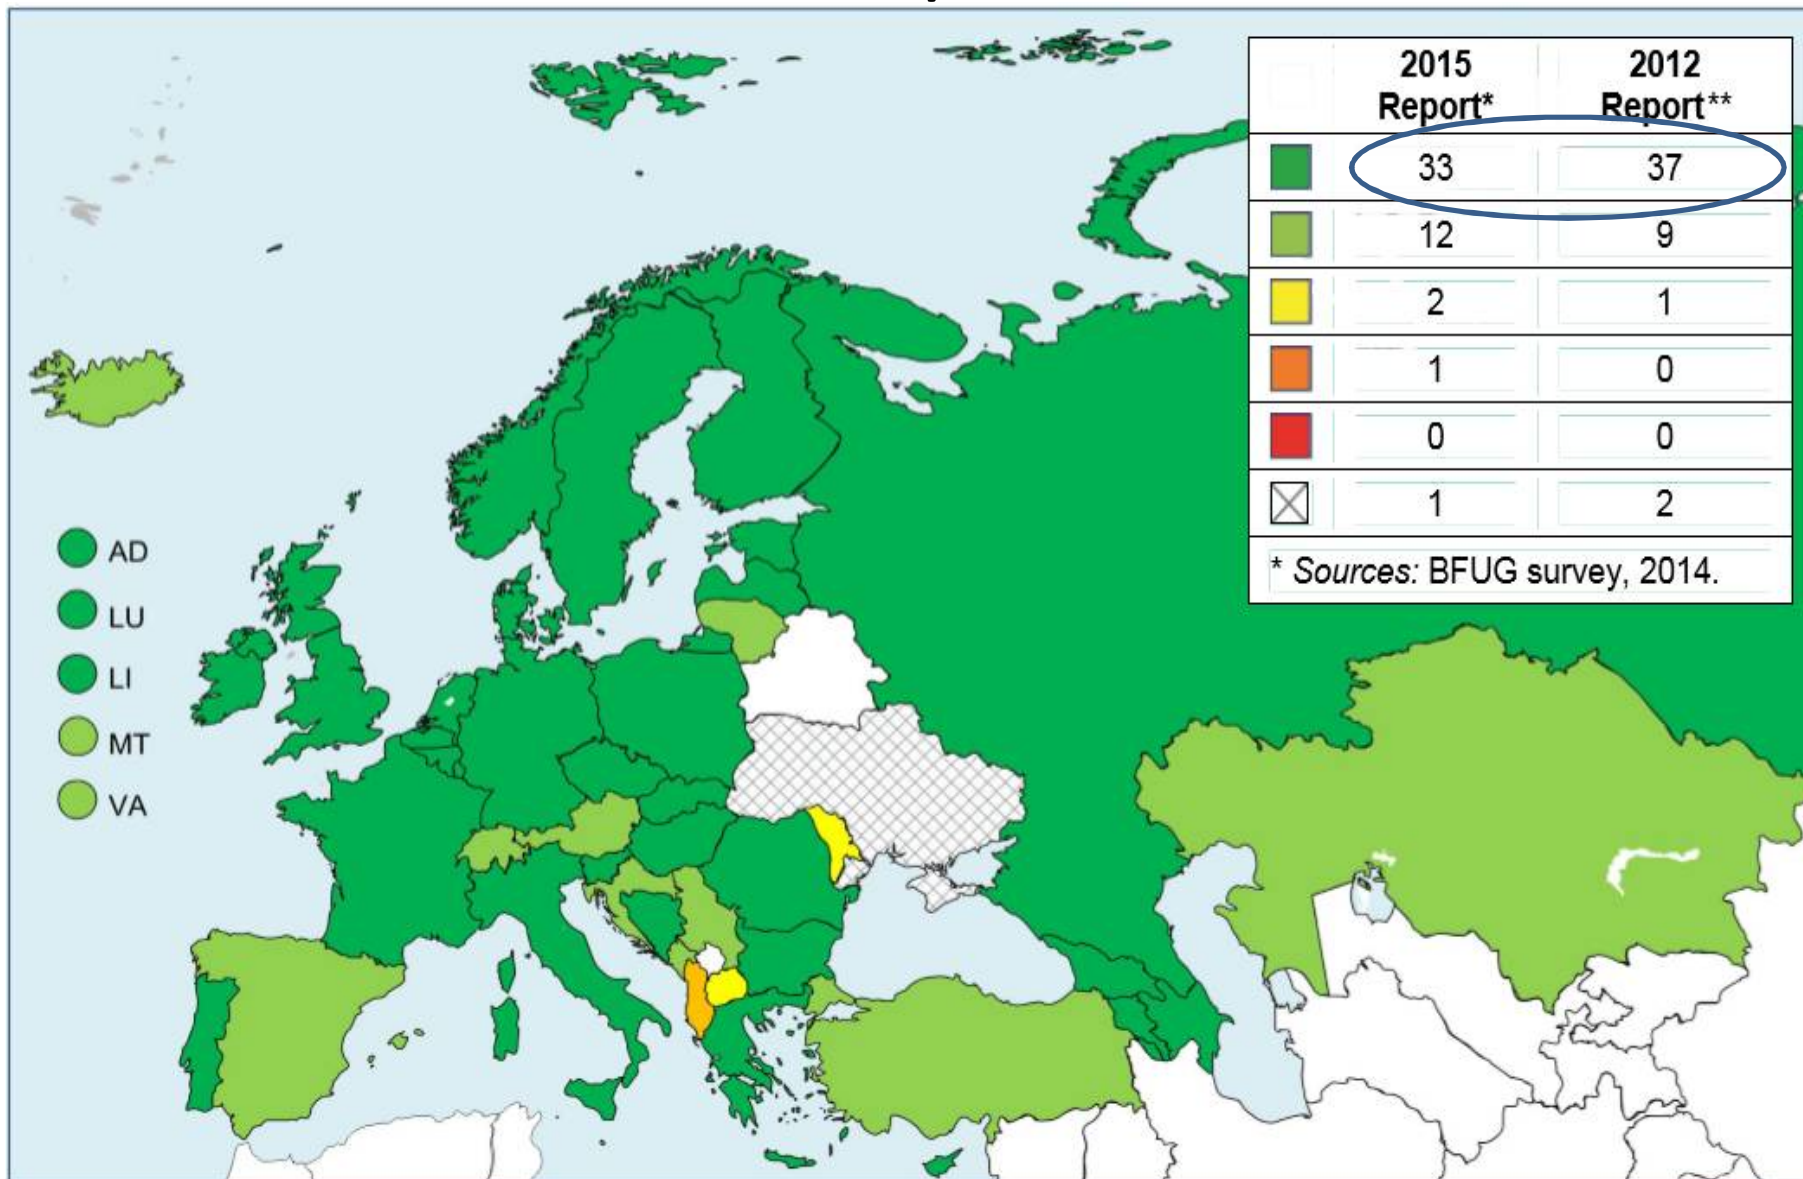 2015 Report*
2012 Report**
33 37
12 9
2 1
1 0
0 0
1 2
* Sources: BFUG survey, 2014.
AD
LU
LI
MT
VA